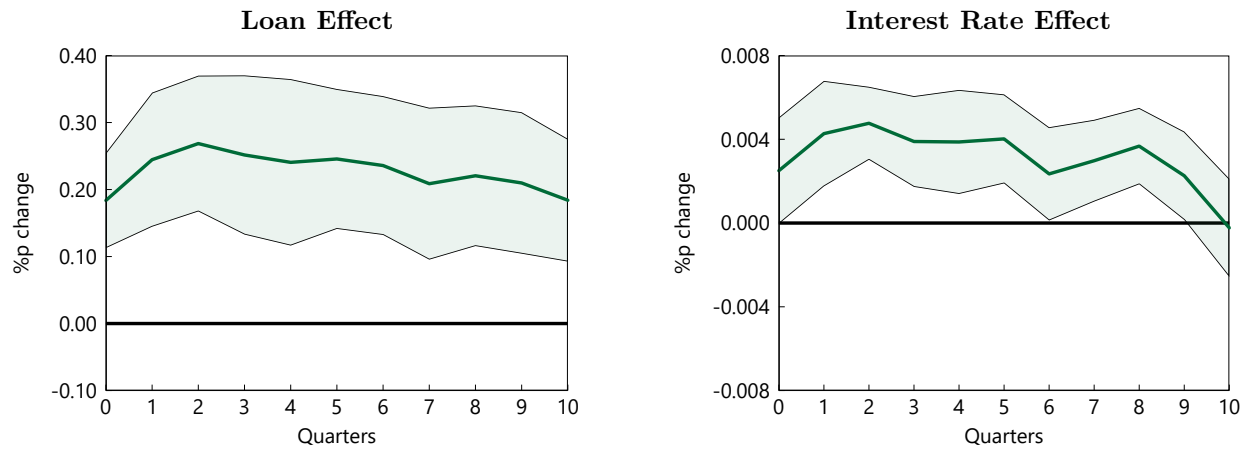 Loan Effect
%p change
0.40
0.30
0.20
0.10
0.00
-0.10
0 1 2 3 4 5 6 7 8 9 10
Quarters
Interest Rate Effect
%p change
0.008
0.004
0.000
-0.004
-0.008
0 1 2 3 4 5 6 7 8 9 10
Quarters